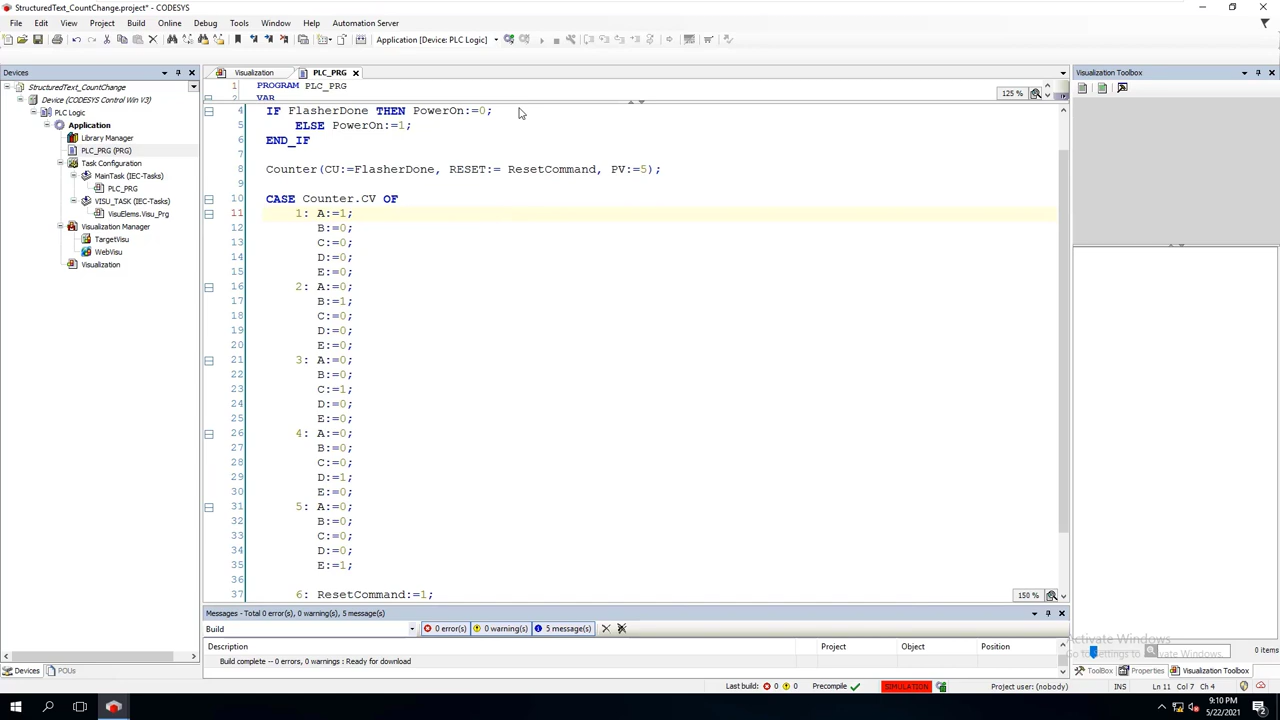 StructuredText_CountChange.project* - CODESYS
File Edit View Project Build Online Debug Tools Window Help Automation Server
Application [Device: PLC Logic]
Devices
StructuredText_CountChange
Device (CODESYS Control Win V3)
PLC Logic
Application
Library Manager
PLC_PRG (PRG)
Task Configuration
MainTask (IEC-Tasks)
PLC_PRG
VISU_TASK (IEC-Tasks)
VisuElems.Visu_Prg
Visualization Manager
TargetVisu
WebVisu
Visualization
Devices POUs
Visualization PLC_PRG
1 PROGRAM PLC_PRG
2 VAR
125 %
4 IF FlasherDone THEN PowerOn:=0;
5 ELSE PowerOn:=1;
6 END_IF
7
8 Counter(CU:=FlasherDone, RESET:= ResetCommand, PV:=5);
9
10 CASE Counter.CV OF
11 1: A:=1;
12 B:=0;
13 C:=0;
14 D:=0;
15 E:=0;
16 2: A:=0;
17 B:=1;
18 C:=0;
19 D:=0;
20 E:=0;
21 3: A:=0;
22 B:=0;
23 C:=1;
24 D:=0;
25 E:=0;
26 4: A:=0;
27 B:=0;
28 C:=0;
29 D:=1;
30 E:=0;
31 5: A:=0;
32 B:=0;
33 C:=0;
34 D:=0;
35 E:=1;
36
37 6: ResetCommand:=1;
150 %
Messages - Total 0 error(s), 0 warning(s), 5 message(s)
Build 0 error(s) 0 warning(s) 5 message(s)
Description Project Object Position
Build complete -- 0 errors, 0 warnings : Ready for download
Visualization Toolbox
Activate Windows
Go to Settings to activate Windows.
0 items
ToolBox Properties Visualization Toolbox
Last build: 0 0 Precompile SIMULATION Project user: (nobody) INS Ln 11 Col 7 Ch 4
9:10 PM
5/22/2021
2